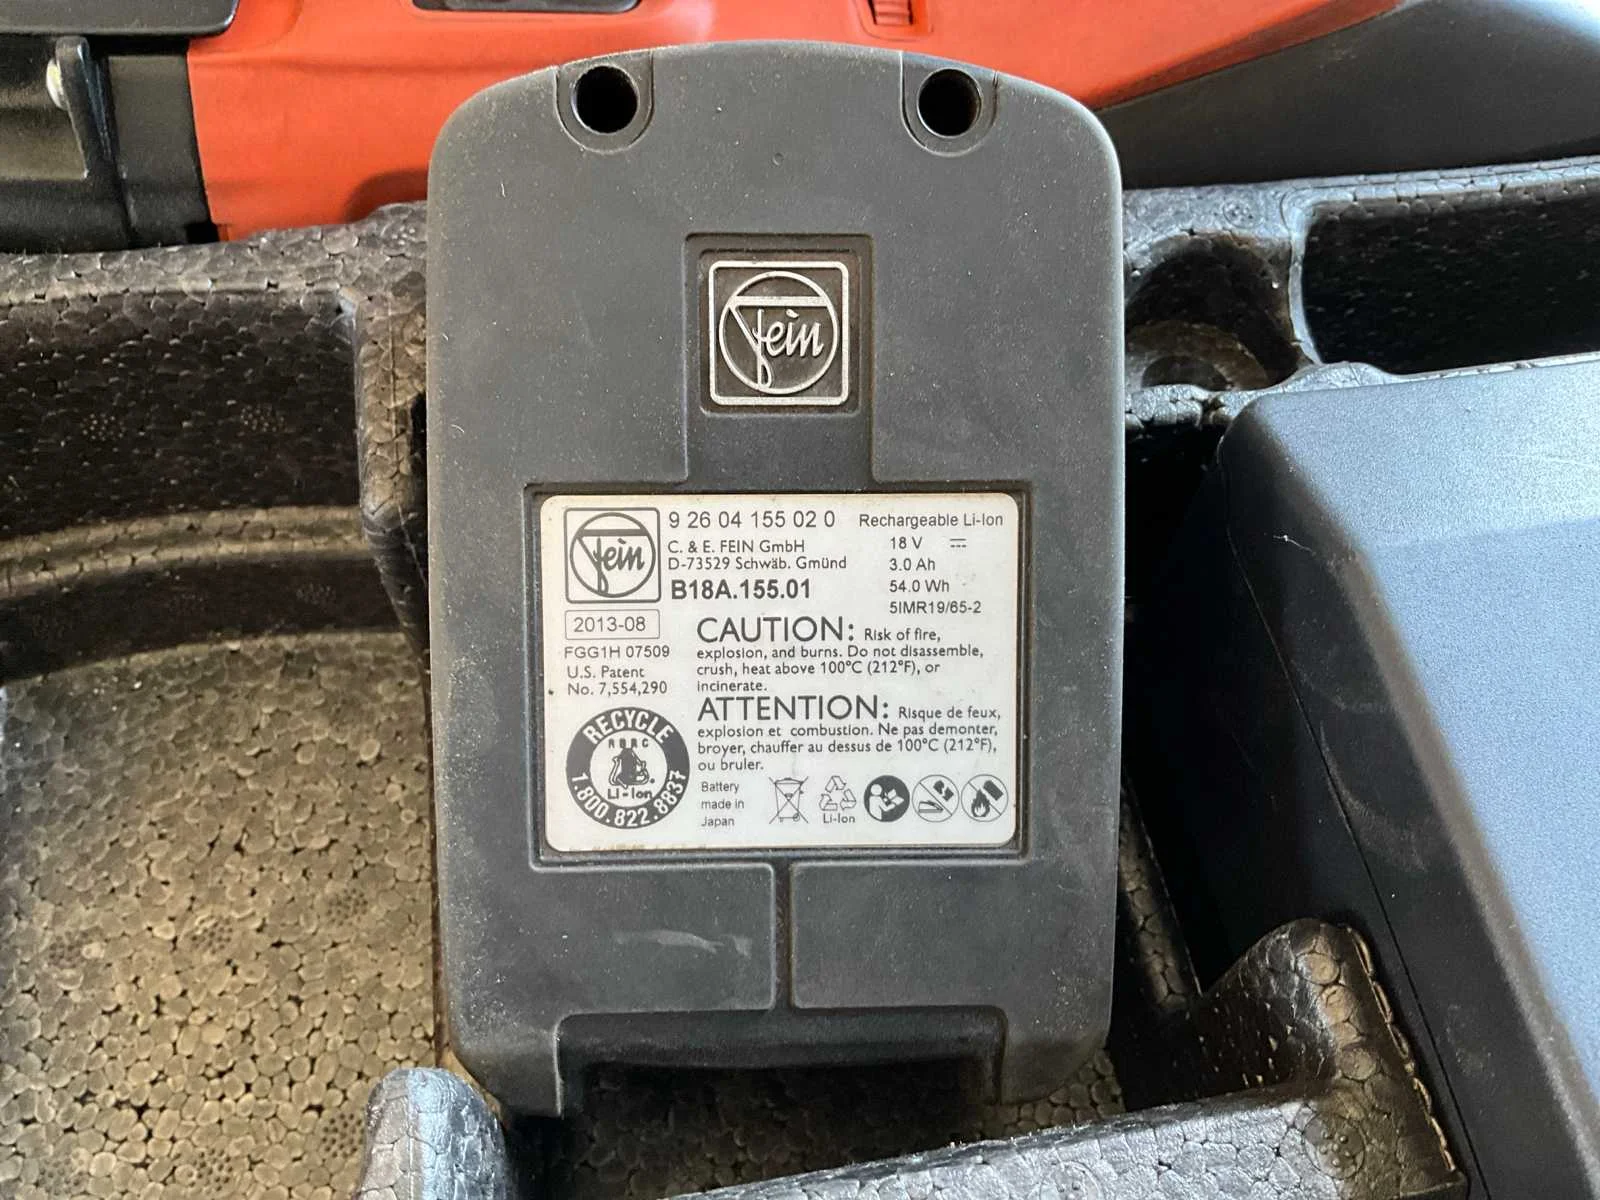 Fein
Fein
9 26 04 155 02 0
C. & E. FEIN GmbH
D-73529 Schwäb. Gmünd
B18A.155.01
Rechargeable Li-Ion
18 V
3.0 Ah
54.0 Wh
5IMR19/65-2
2013-08
FGG1H 07509
U.S. Patent
No. 7,554,290
CAUTION: Risk of fire,
explosion, and burns. Do not disassemble,
crush, heat above 100°C (212°F), or
incinerate.
ATTENTION: Risque de feux,
explosion et combustion. Ne pas demonter,
broyer, chauffer au dessus de 100°C (212°F),
ou bruler.
RECYCLE
RBRC
Li-Ion
1.800.822.8837
Battery
made in
Japan
Li-Ion